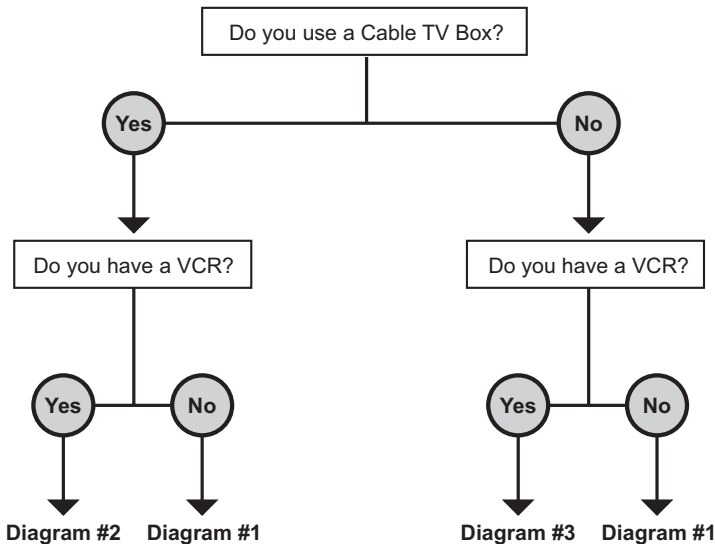 Do you use a Cable TV Box?
Yes
No
Do you have a VCR?
Do you have a VCR?
Yes
No
Yes
No
Diagram #2
Diagram #1
Diagram #3
Diagram #1